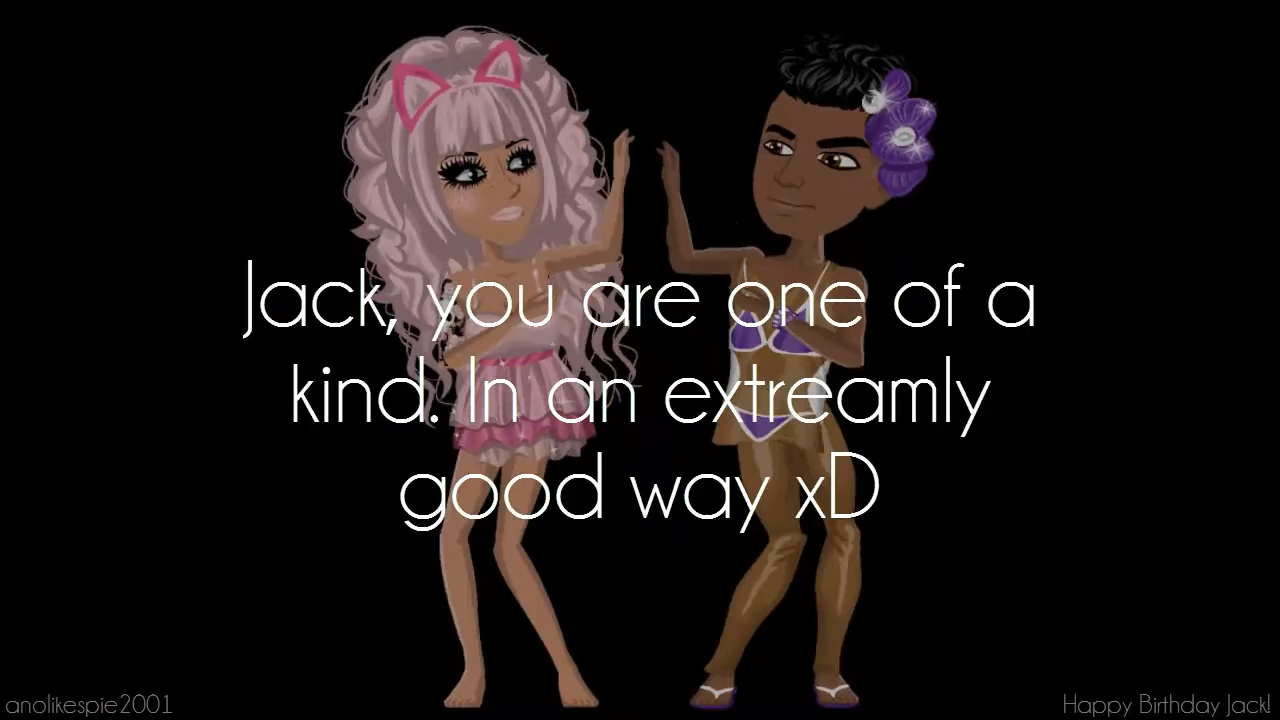 Jack, you are one of a
kind. In an extreamly
good way xD
anolikespie2001
Happy Birthday Jack!